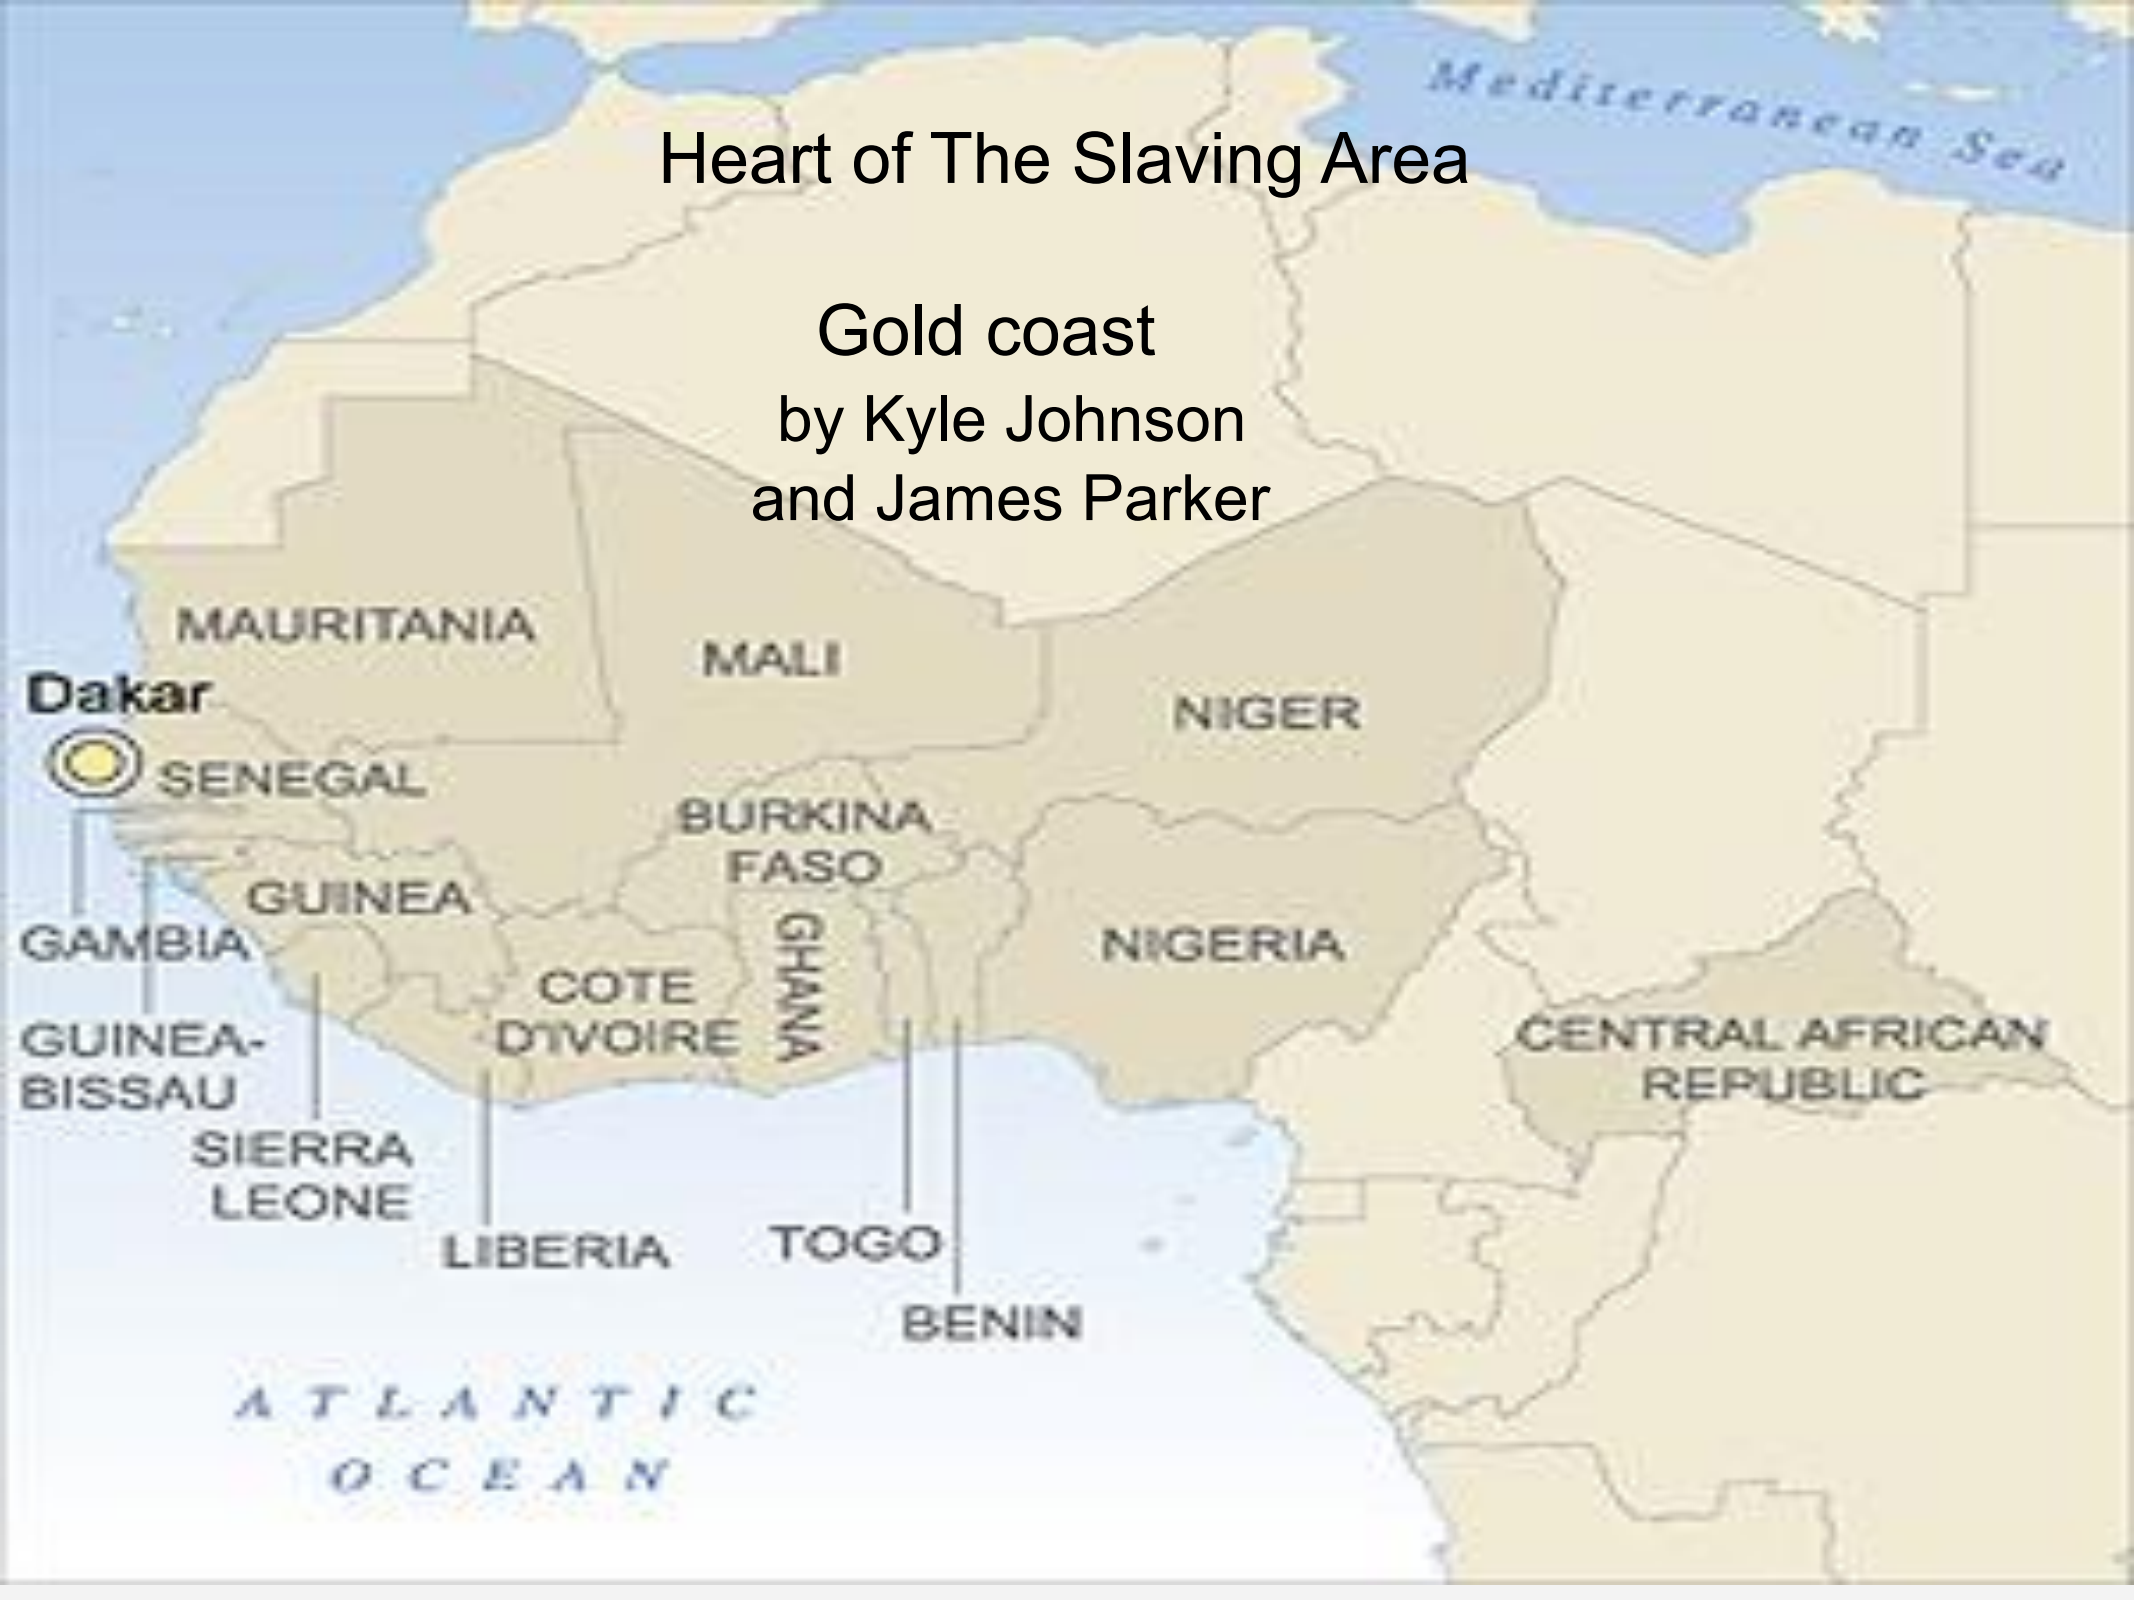 Mediterranean Sea
Heart of The Slaving Area
Gold coast
by Kyle Johnson
and James Parker
MAURITANIA
MALI
Dakar
NIGER
SENEGAL
BURKINA
FASO
GUINEA
GHANA
GAMBIA
NIGERIA
COTE
D'IVOIRE
GUINEA-
BISSAU
CENTRAL AFRICAN
REPUBLIC
SIERRA
LEONE
LIBERIA
TOGO
BENIN
ATLANTIC
OCEAN